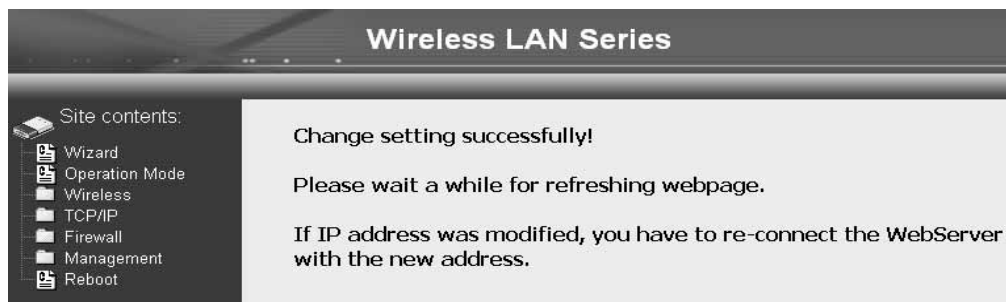 Wireless LAN Series
Site contents:
Wizard
Operation Mode
Wireless
TCP/IP
Firewall
Management
Reboot
Change setting successfully!
Please wait a while for refreshing webpage.
If IP address was modified, you have to re-connect the WebServer
with the new address.